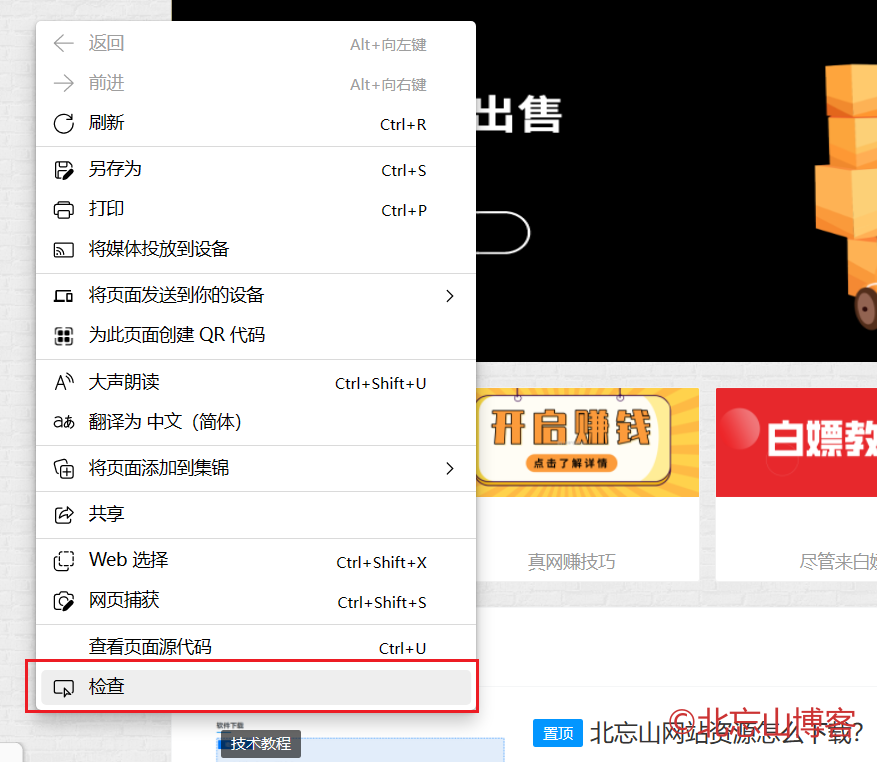 返回 Alt+向左键
前进 Alt+向右键
刷新 Ctrl+R
另存为 Ctrl+S
打印 Ctrl+P
将媒体投放到设备
将页面发送到你的设备
为此页面创建 QR 代码
大声朗读 Ctrl+Shift+U
翻译为 中文（简体）
将页面添加到集锦
共享
Web 选择 Ctrl+Shift+X
网页捕获 Ctrl+Shift+S
查看页面源代码 Ctrl+U
检查
出售
开启赚钱
点击了解详情
白嫖教
真网赚技巧
尽管来白嫖
软件下载
技术教程
置顶 北忘山网站资源怎么下载?
©北忘山博客